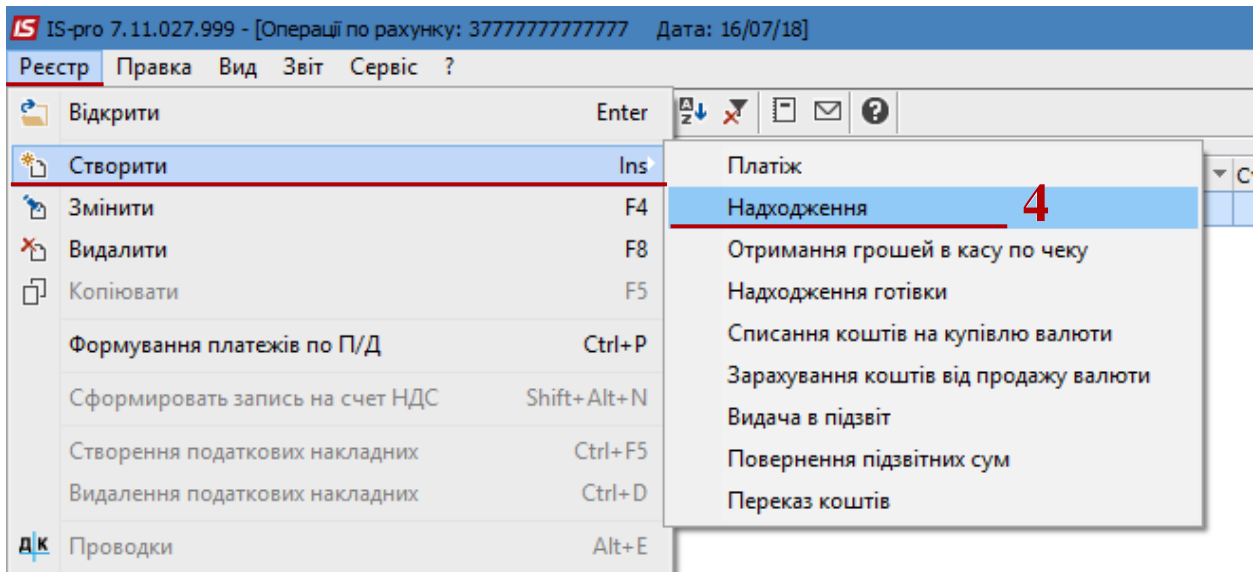 IS IS-pro 7.11.027.999 - [Операції по рахунку: 37777777777777 Дата: 16/07/18]
Реєстр Правка Вид Звіт Сервіс ?
Відкрити Enter
Створити Ins
Змінити F4
Видалити F8
Копіювати F5
Формування платежів по П/Д Ctrl+P
Сформировать запись на счет НДС Shift+Alt+N
Створення податкових накладних Ctrl+F5
Видалення податкових накладних Ctrl+D
ДК Проводки Alt+E
Платіж
Надходження 4
Отримання грошей в касу по чеку
Надходження готівки
Списання коштів на купівлю валюти
Зарахування коштів від продажу валюти
Видача в підзвіт
Повернення підзвітних сум
Переказ коштів